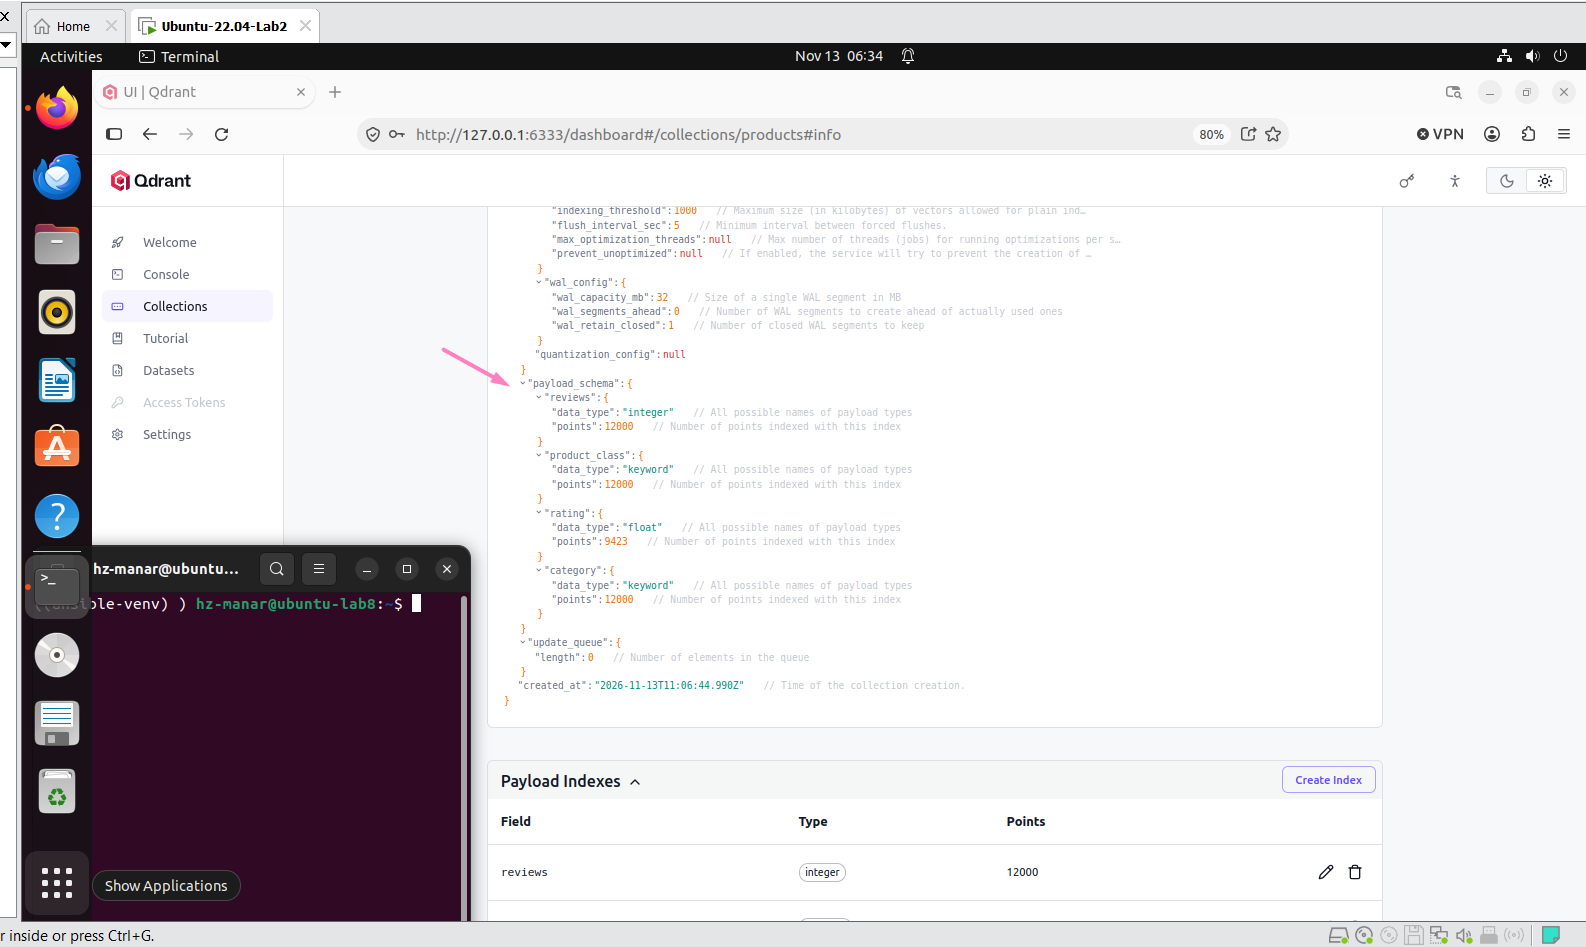 Home
Ubuntu-22.04-Lab2
Activities
Terminal
Nov 13 06:34
UI | Qdrant
http://127.0.0.1:6333/dashboard#/collections/products#info
80%
VPN
Qdrant
Welcome
Console
Collections
Tutorial
Datasets
Access Tokens
Settings
"indexing_threshold":1000 // Maximum size (in kilobytes) of vectors allowed for plain ind…
"flush_interval_sec":5 // Minimum interval between forced flushes.
"max_optimization_threads":null // Max number of threads (jobs) for running optimizations per s…
"prevent_unoptimized":null // If enabled, the service will try to prevent the creation of …
}
"wal_config":{
"wal_capacity_mb":32 // Size of a single WAL segment in MB
"wal_segments_ahead":0 // Number of WAL segments to create ahead of actually used ones
"wal_retain_closed":1 // Number of closed WAL segments to keep
}
"quantization_config":null
}
"payload_schema":{
"reviews":{
"data_type":"integer" // All possible names of payload types
"points":12000 // Number of points indexed with this index
}
"product_class":{
"data_type":"keyword" // All possible names of payload types
"points":12000 // Number of points indexed with this index
}
"rating":{
"data_type":"float" // All possible names of payload types
"points":9423 // Number of points indexed with this index
}
"category":{
"data_type":"keyword" // All possible names of payload types
"points":12000 // Number of points indexed with this index
}
}
"update_queue":{
"length":0 // Number of elements in the queue
}
"created_at":"2026-11-13T11:06:44.990Z" // Time of the collection creation.
}
Payload Indexes
Create Index
Field Type Points
reviews integer 12000
hz-manar@ubuntu...
ble-venv) ) hz-manar@ubuntu-lab8:~$
Show Applications
r inside or press Ctrl+G.